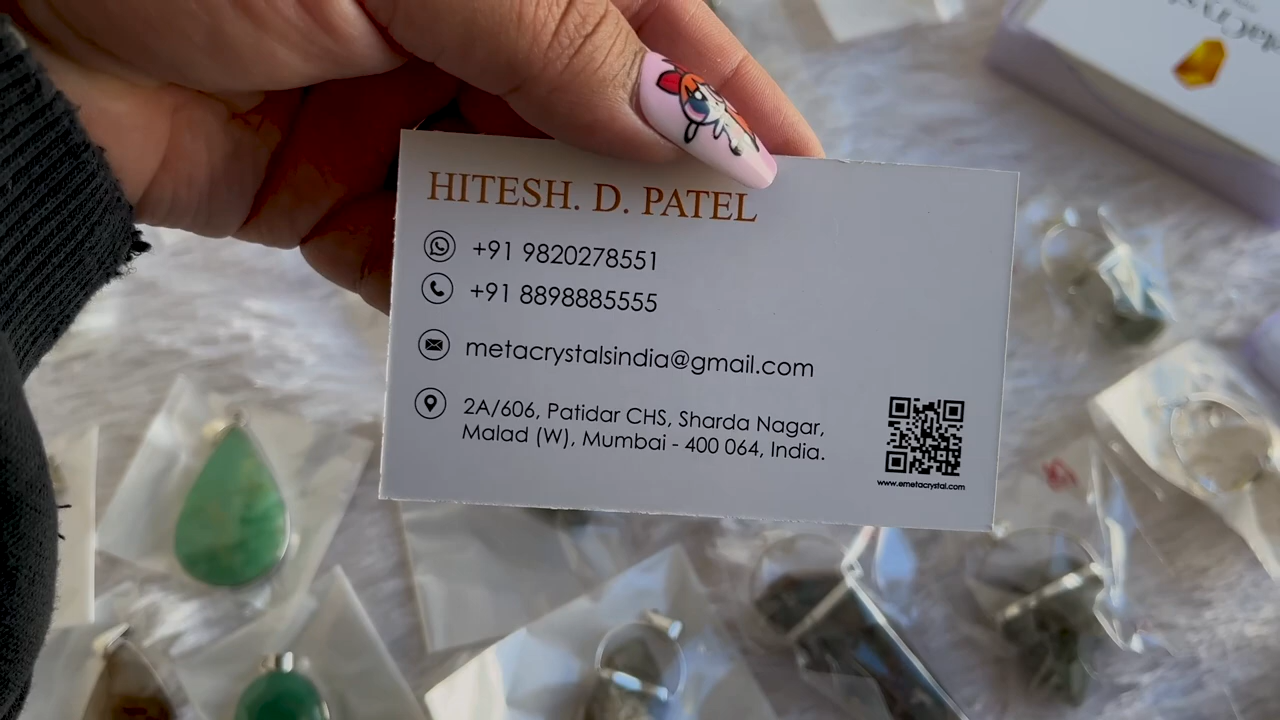 HITESH. D. PATEL
+91 9820278551
+91 8898885555
metacrystalsindia@gmail.com
2A/606, Patidar CHS, Sharda Nagar,
Malad (W), Mumbai - 400 064, India.
www.emetacrystal.com